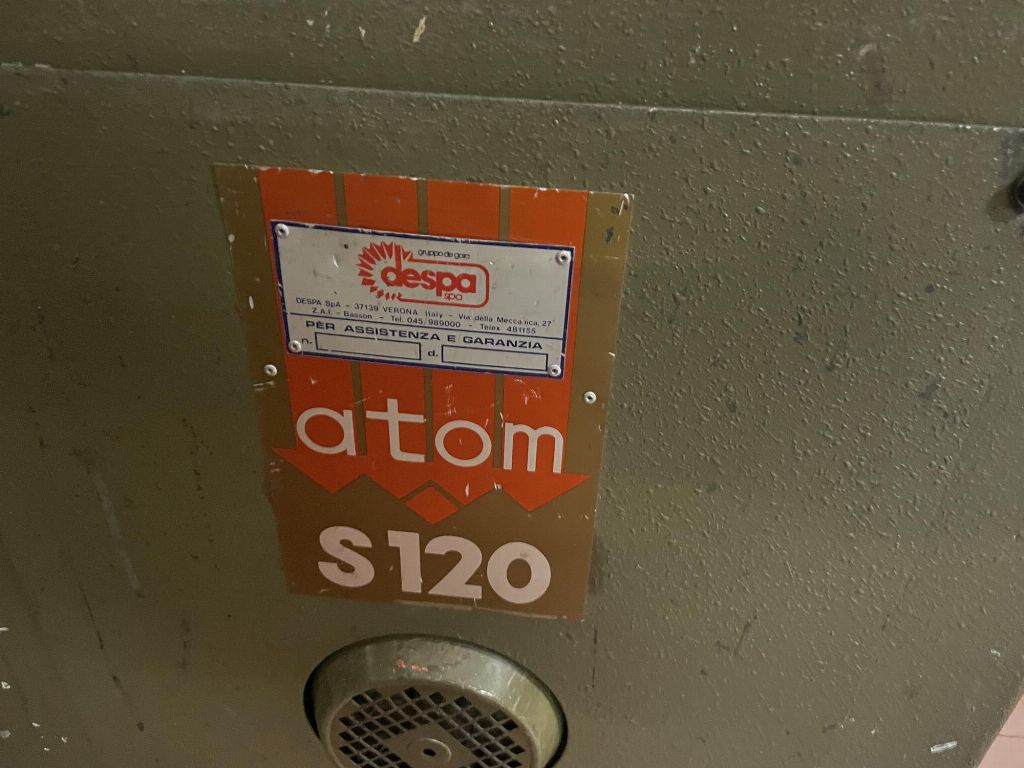 gruppo de gara
despa
spa
DESPA SpA - 37139 VERONA Italy - Via della Meccanica, 27
Z.A.I. - Basson - Tel. 045/989000 - Telex 481155
PER ASSISTENZA E GARANZIA
n. d.
atom
S120